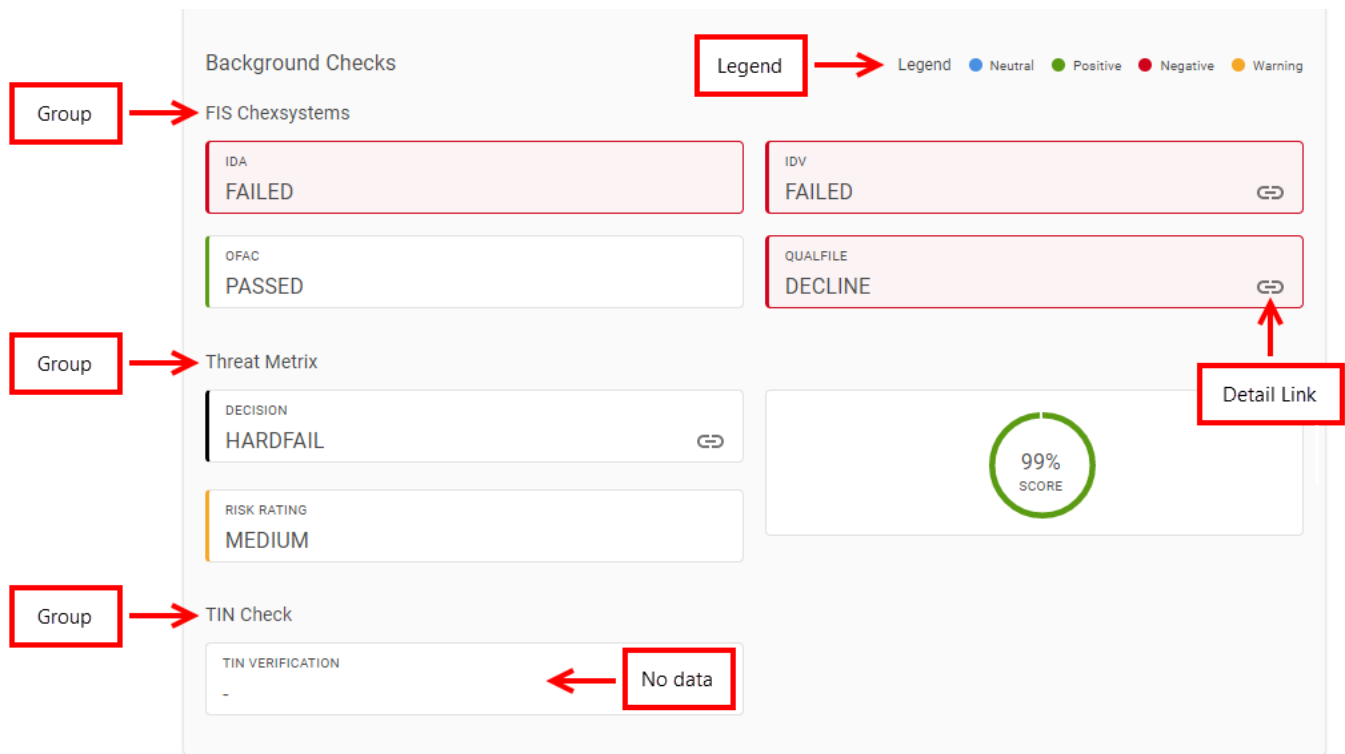 Background Checks
Legend
Legend Neutral Positive Negative Warning
Group
FIS Chexsystems
IDA
FAILED
IDV
FAILED
OFAC
PASSED
QUALFILE
DECLINE
Group
Threat Metrix
Detail Link
DECISION
HARDFAIL
99%
SCORE
RISK RATING
MEDIUM
Group
TIN Check
TIN VERIFICATION
-
No data